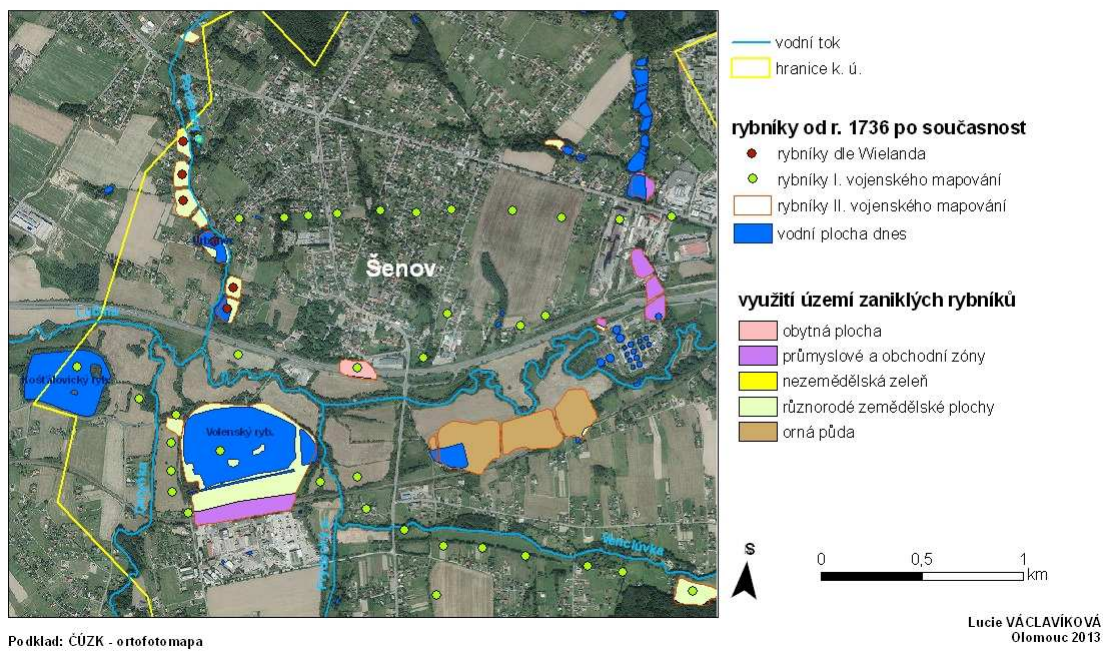 vodní tok
hranice k. ú.
rybníky od r. 1736 po současnost
rybníky dle Wielanda
rybníky I. vojenského mapování
rybníky II. vojenského mapování
vodní plocha dnes
využití území zaniklých rybníků
obytná plocha
průmyslové a obchodní zóny
nezemědělská zeleň
různorodé zemědělské plochy
orná půda
Šenov
Volenský ryb.
Venclůvka
S
0 0,5 1
km
Podklad: ČÚZK - ortofotomapa
Lucie VÁCLAVÍKOVÁ
Olomouc 2013